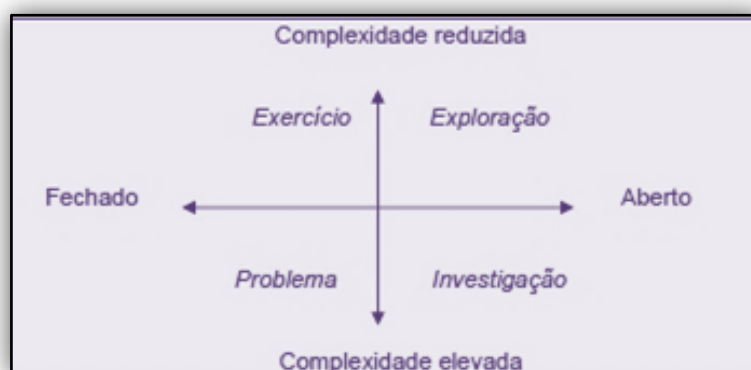 Complexidade reduzida
Exercício Exploração
Fechado Aberto
Problema Investigação
Complexidade elevada